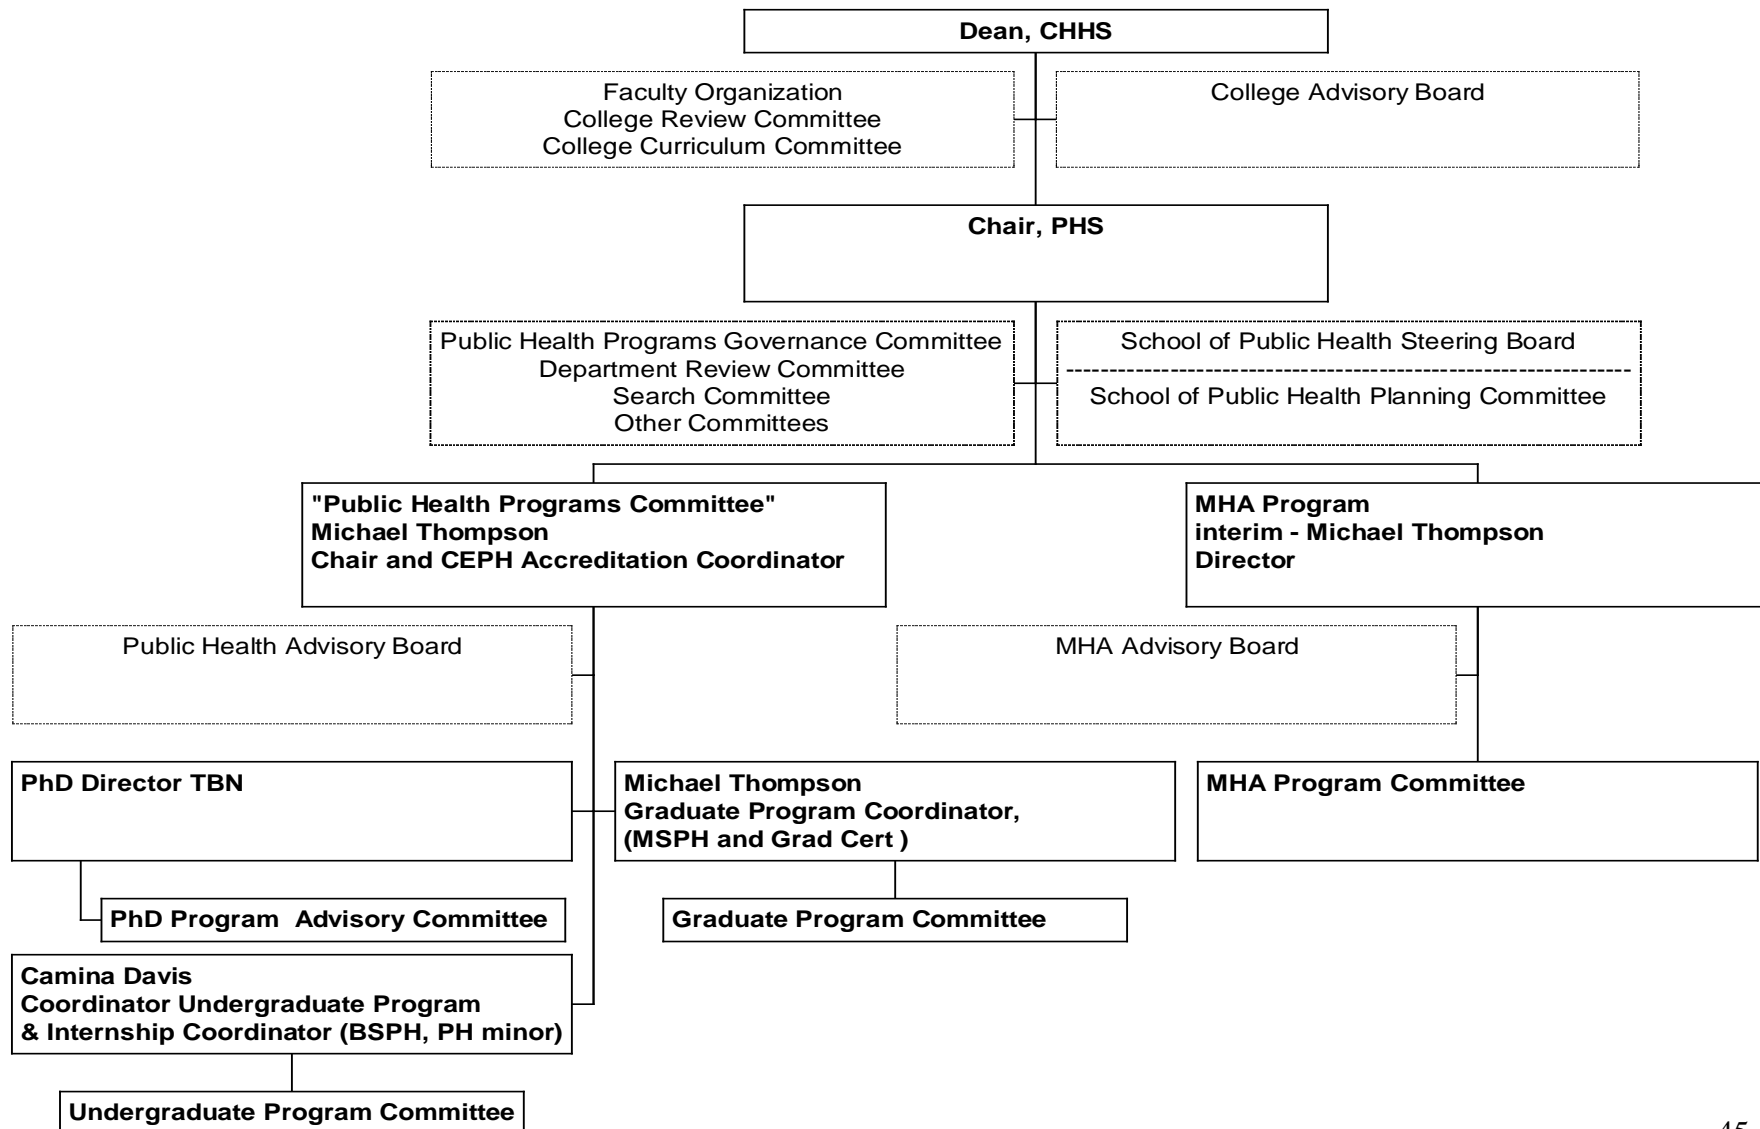 Dean, CHHS
Faculty Organization
College Review Committee
College Curriculum Committee
College Advisory Board
Chair, PHS
Public Health Programs Governance Committee
Department Review Committee
Search Committee
Other Committees
School of Public Health Steering Board
--------------------------------------------------------------------------------
School of Public Health Planning Committee
"Public Health Programs Committee"
Michael Thompson
Chair and CEPH Accreditation Coordinator
MHA Program
interim - Michael Thompson
Director
Public Health Advisory Board
MHA Advisory Board
PhD Director TBN
Michael Thompson
Graduate Program Coordinator,
(MSPH and Grad Cert )
MHA Program Committee
PhD Program  Advisory Committee
Graduate Program Committee
Camina Davis
Coordinator Undergraduate Program
& Internship Coordinator (BSPH, PH minor)
Undergraduate Program Committee